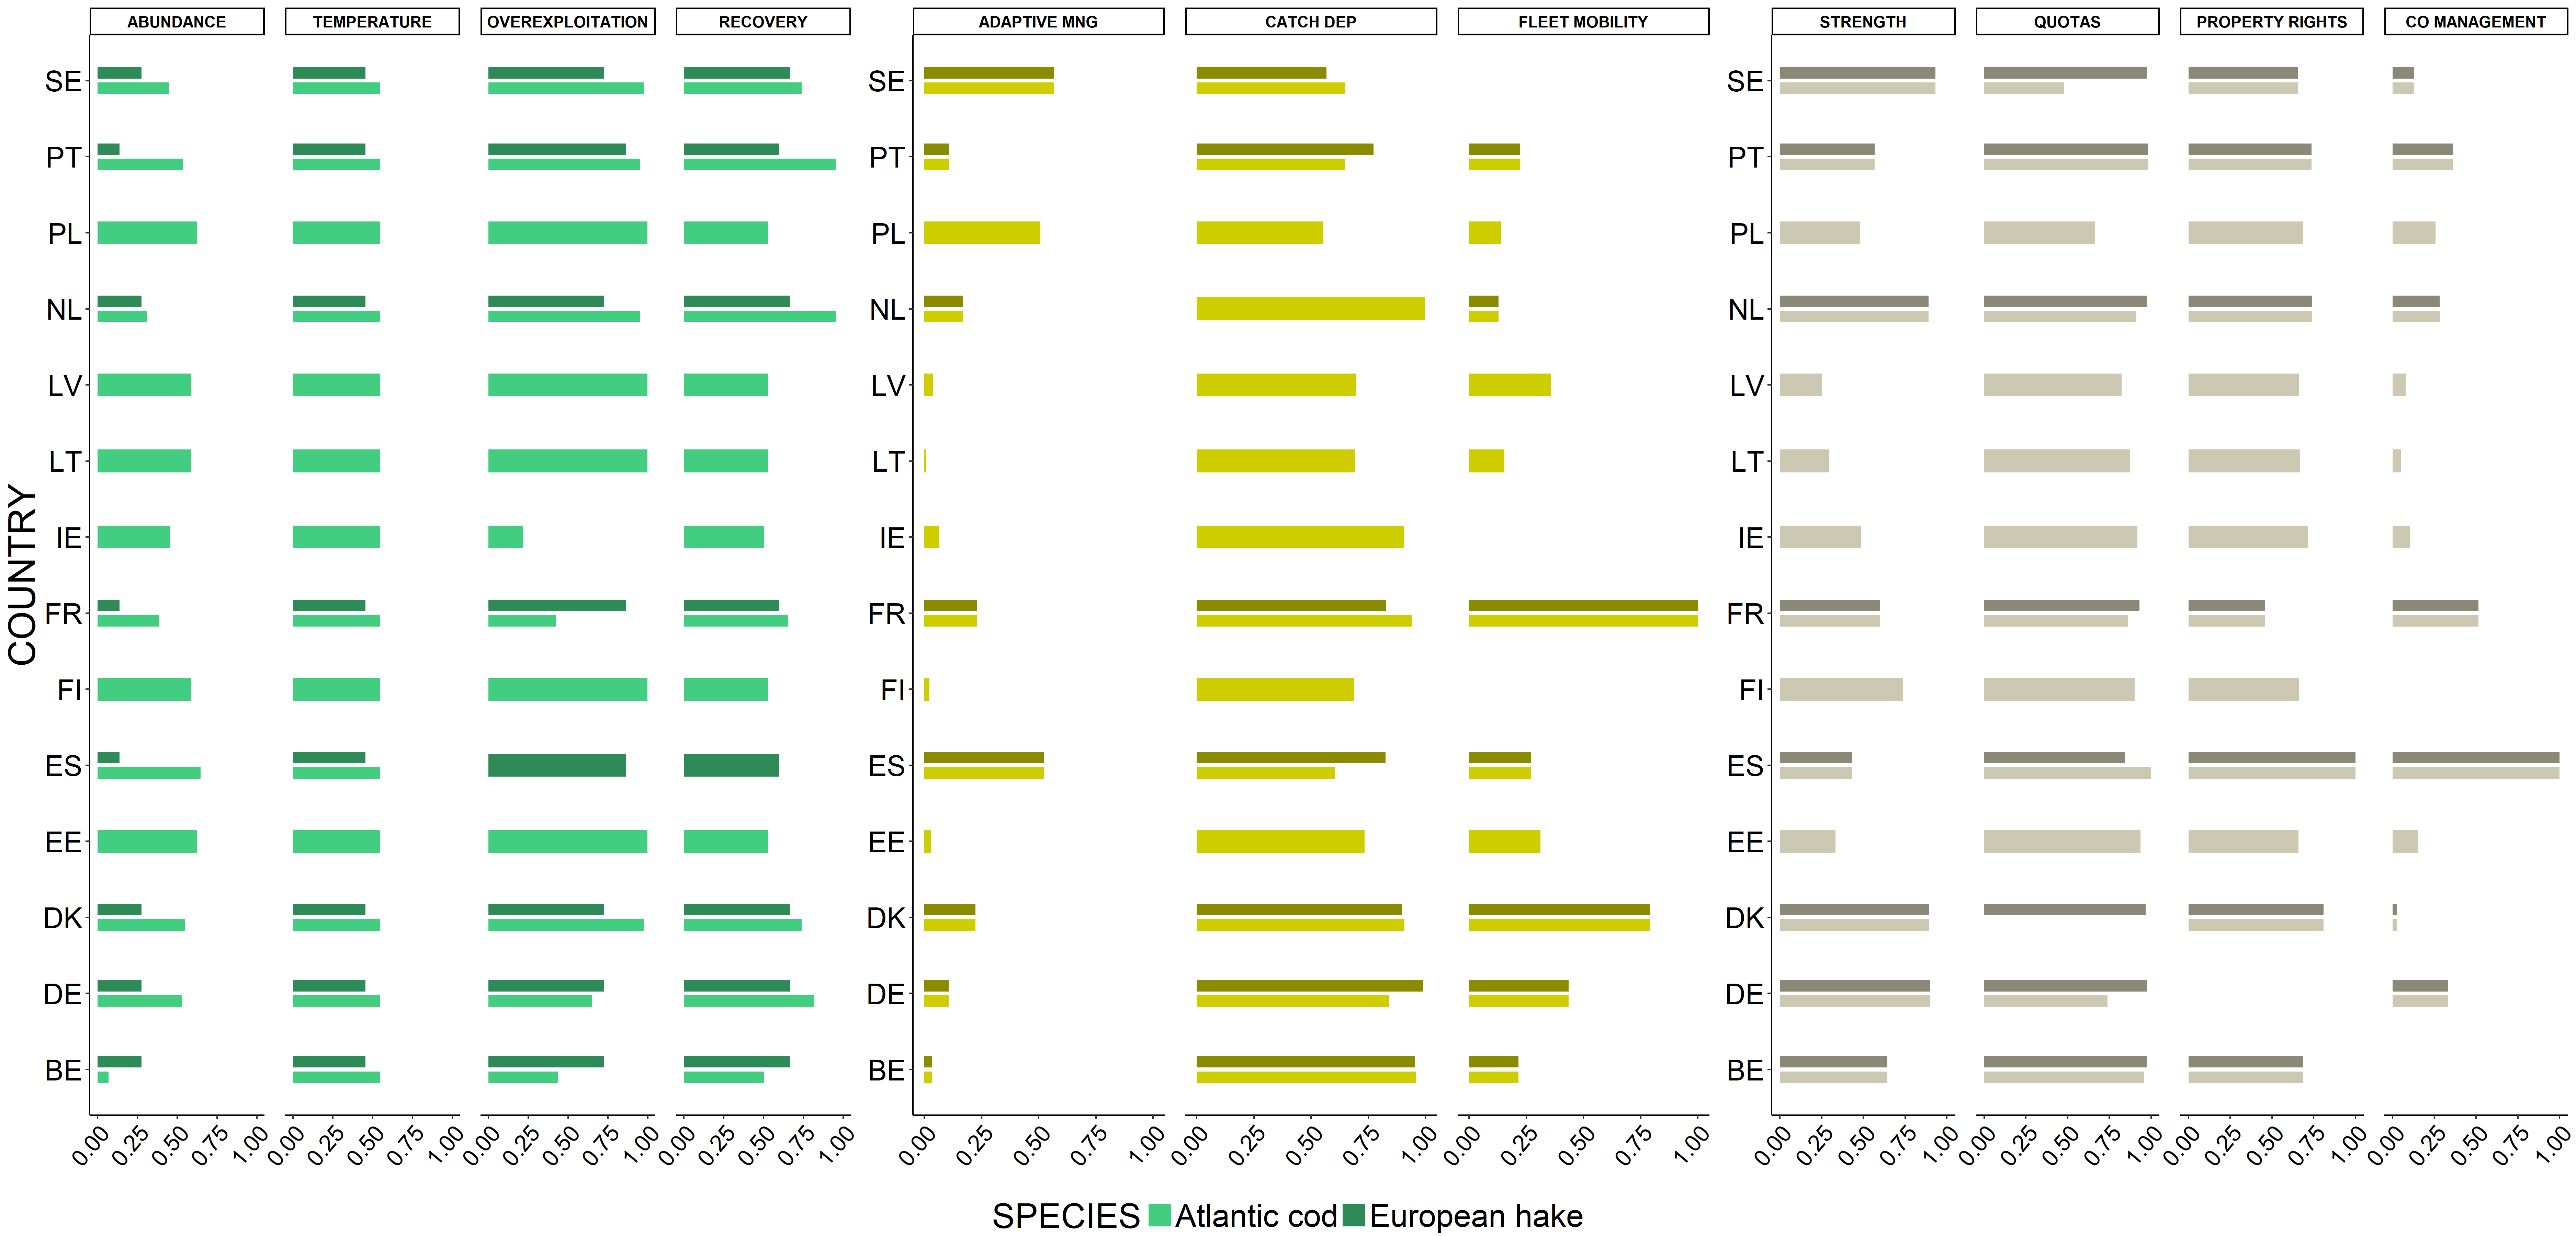 ABUNDANCE TEMPERATURE OVEREXPLOITATION RECOVERY ADAPTIVE MNG CATCH DEP FLEET MOBILITY STRENGTH QUOTAS PROPERTY RIGHTS CO MANAGEMENT
SE SE SE
PT PT PT
PL PL PL
NL NL NL
LV LV LV
LT LT LT
IE IE IE
COUNTRY
FR FR FR
FI FI FI
ES ES ES
EE EE EE
DK DK DK
DE DE DE
BE BE BE
0.00 0.25 0.50 0.75 1.00 0.00 0.25 0.50 0.75 1.00 0.00 0.25 0.50 0.75 1.00 0.00 0.25 0.50 0.75 1.00 0.00 0.25 0.50 0.75 1.00 0.00 0.25 0.50 0.75 1.00 0.00 0.25 0.50 0.75 1.00 0.00 0.25 0.50 0.75 1.00 0.00 0.25 0.50 0.75 1.00 0.00 0.25 0.50 0.75 1.00 0.00 0.25 0.50 0.75 1.00
SPECIES Atlantic cod European hake